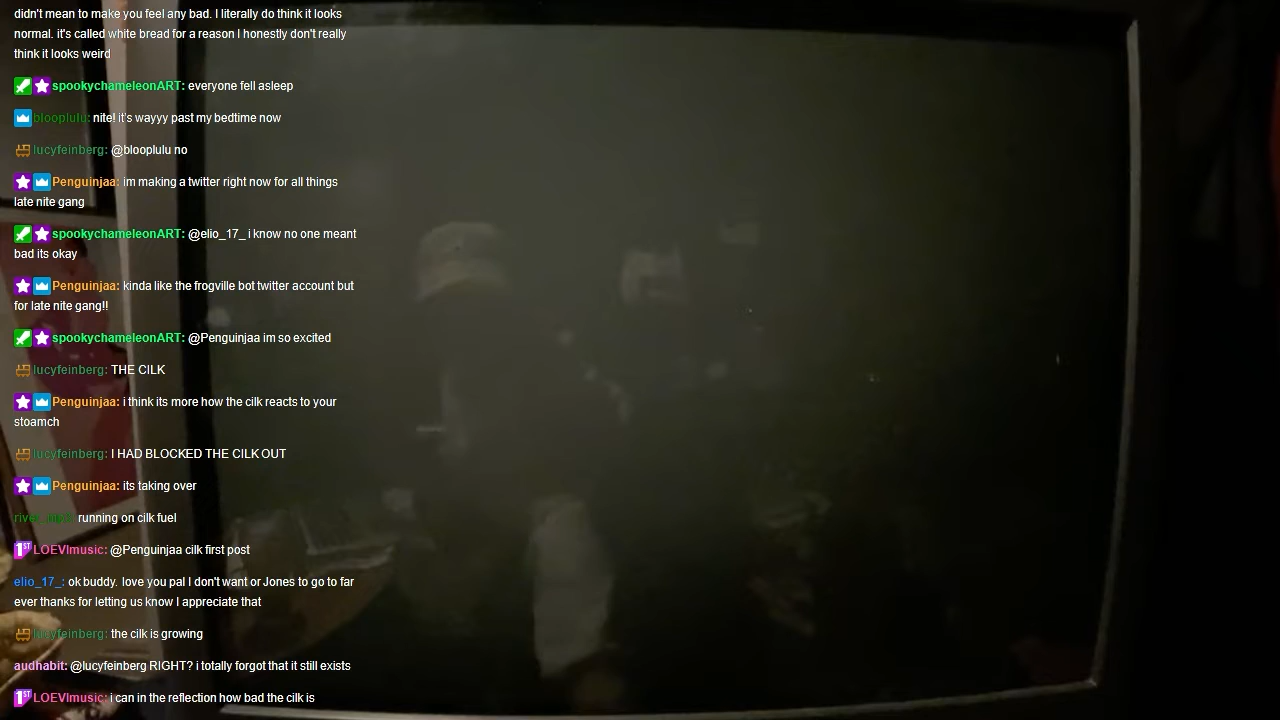 didn't mean to make you feel any bad. I literally do think it looks
normal. it's called white bread for a reason I honestly don't really
think it looks weird
spookychameleonART: everyone fell asleep
blooplulu: nite! it's wayyy past my bedtime now
lucyfeinberg: @blooplulu no
Penguinjaa: im making a twitter right now for all things
late nite gang
spookychameleonART: @elio_17_ i know no one meant
bad its okay
Penguinjaa: kinda like the frogville bot twitter account but
for late nite gang!!
spookychameleonART: @Penguinjaa im so excited
lucyfeinberg: THE CILK
Penguinjaa: i think its more how the cilk reacts to your
stoamch
lucyfeinberg: I HAD BLOCKED THE CILK OUT
Penguinjaa: its taking over
running on cilk fuel
LOEVImusic: @Penguinjaa cilk first post
elio_17_: ok buddy. love you pal I don't want or Jones to go to far
ever thanks for letting us know I appreciate that
lucyfeinberg: the cilk is growing
audhabit: @lucyfeinberg RIGHT? i totally forgot that it still exists
LOEVImusic: i can in the reflection how bad the cilk is